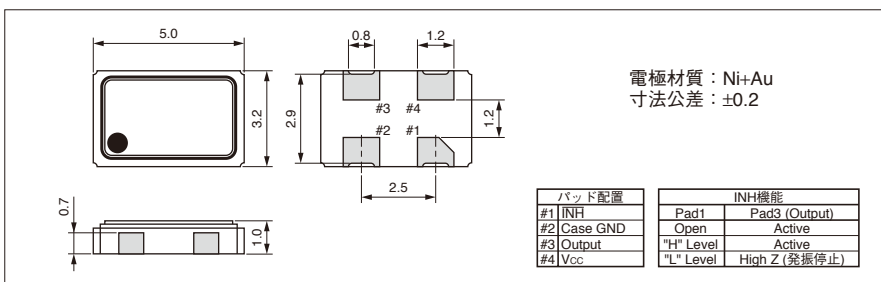 5.0
3.2
0.7
1.0
0.8
1.2
#3
#4
#2
#1
2.9
1.2
2.5
電極材質：Ni+Au
寸法公差：±0.2
パッド配置
#1 I̅N̅H̅
#2 Case GND
#3 Output
#4 Vcc
INH機能
Pad1 Pad3 (Output)
Open Active
"H" Level Active
"L" Level High Z (発振停止)